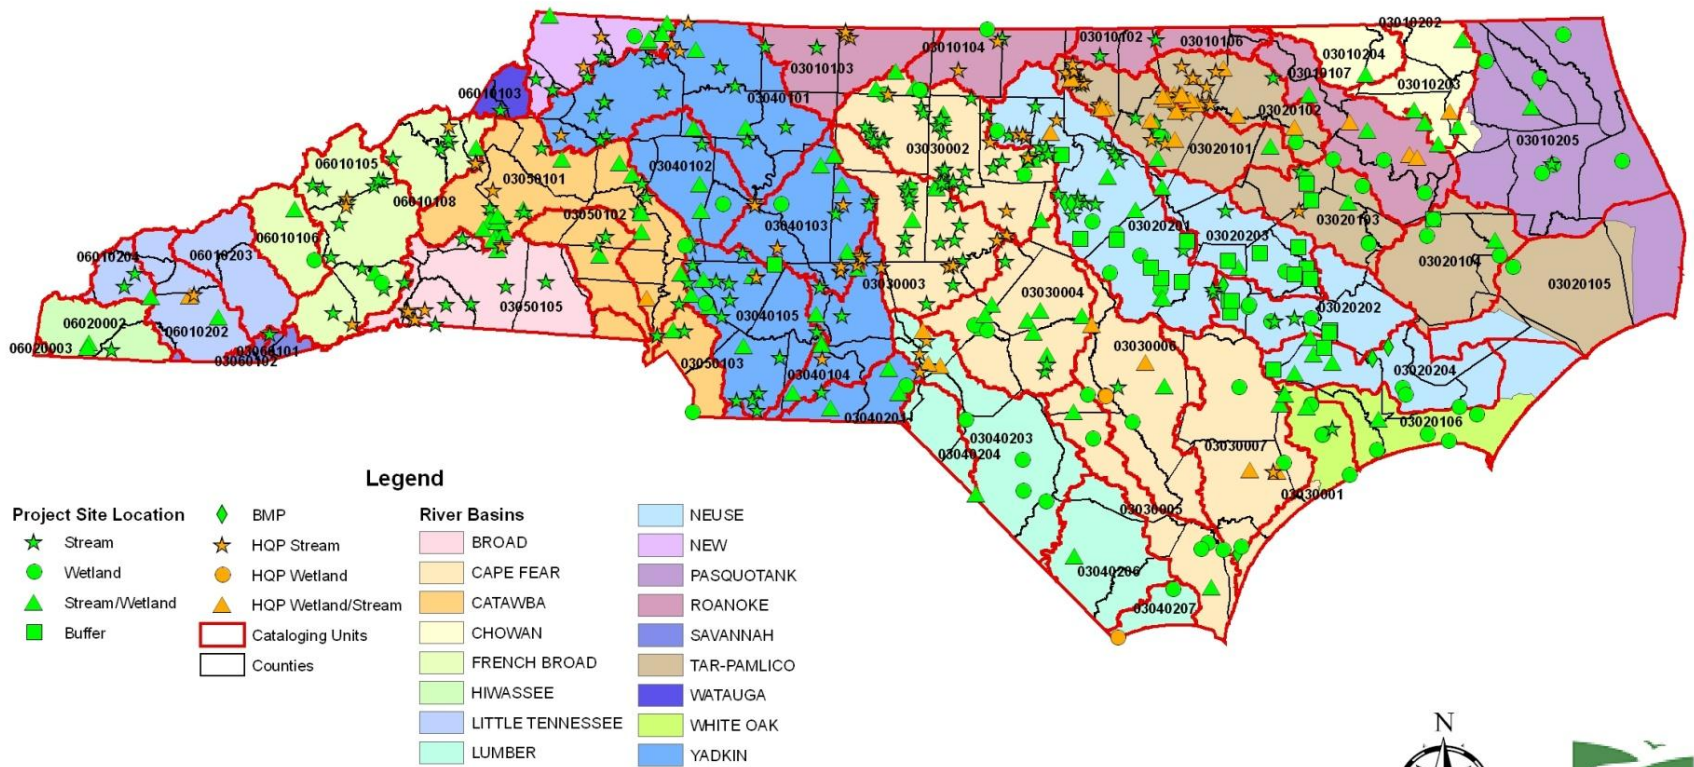 03010202
03010204
03010102
03010106
03010104
03010103
03010107
03010203
06010103
03040101
03020102
03010205
03030002
03020101
06010105
03040102
03050101
06010108
03050102
03020103
03040103
03020201
03020203
06010106
06010204
06010203
03020104
03020105
03030003
03030004
03050105
03020202
06010202
06020002
03040105
06020003
03060101
03060102
03050103
03040104
03030006
03020204
03040201
03020106
03040203
03040204
03030007
03030001
03030005
03040206
03040207
Legend
Project Site Location
Stream
Wetland
Stream/Wetland
Buffer
BMP
HQP Stream
HQP Wetland
HQP Wetland/Stream
Cataloging Units
Counties
River Basins
BROAD
CAPE FEAR
CATAWBA
CHOWAN
FRENCH BROAD
HIWASSEE
LITTLE TENNESSEE
LUMBER
NEUSE
NEW
PASQUOTANK
ROANOKE
SAVANNAH
TAR-PAMLICO
WATAUGA
WHITE OAK
YADKIN
N